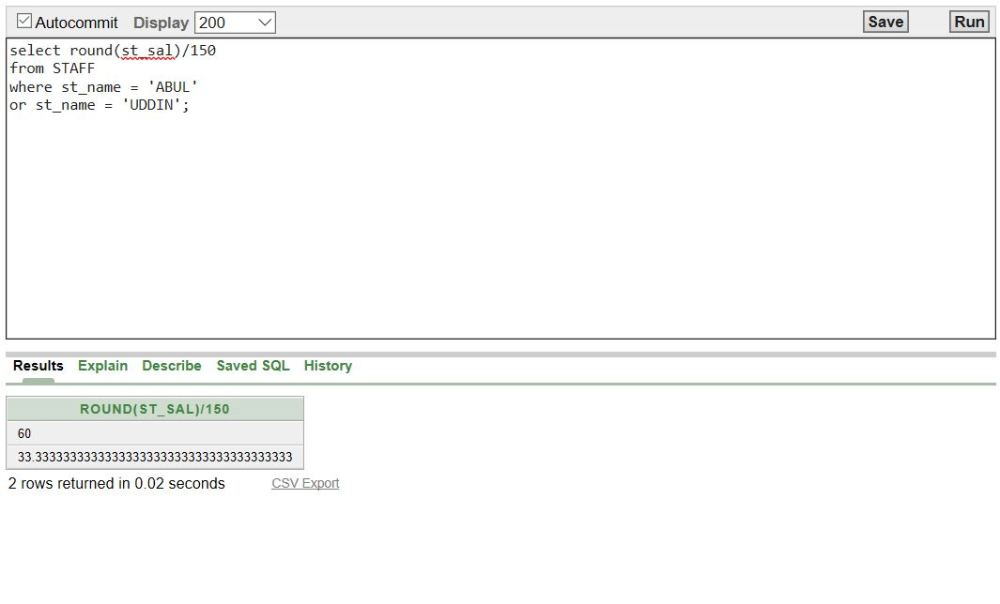 Autocommit Display 200 Save Run
select round(st_sal)/150
from STAFF
where st_name = 'ABUL'
or st_name = 'UDDIN';
Results Explain Describe Saved SQL History
ROUND(ST_SAL)/150
60
33.3333333333333333333333333333333333333
2 rows returned in 0.02 seconds CSV Export